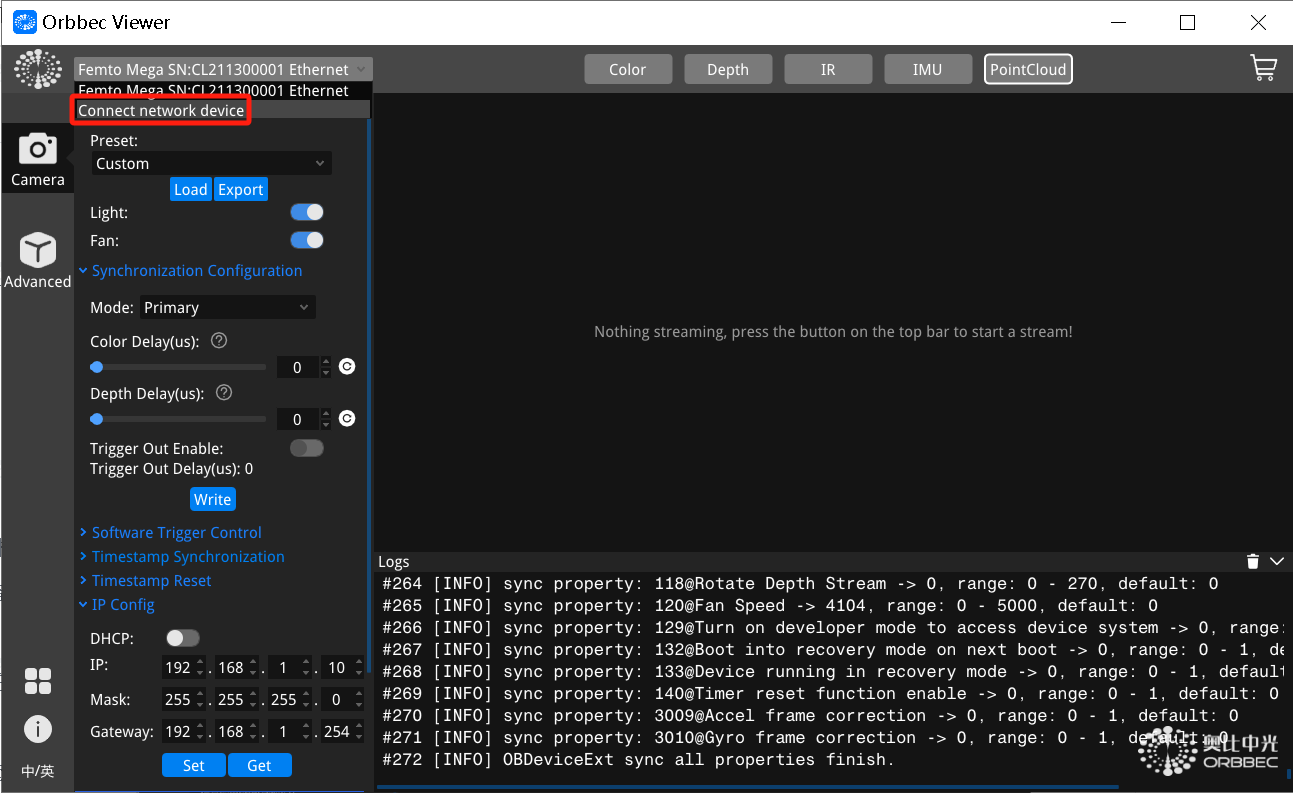 Orbbec Viewer
Femto Mega SN:CL211300001 Ethernet
Color
Depth
IR
IMU
PointCloud
Femto Mega SN:CL211300001 Ethernet
Connect network device
Camera
Advanced
Preset:
Custom
Load Export
Light:
Fan:
Synchronization Configuration
Mode: Primary
Color Delay(us): ?
0
Depth Delay(us): ?
0
Trigger Out Enable:
Trigger Out Delay(us): 0
Write
Software Trigger Control
Timestamp Synchronization
Timestamp Reset
IP Config
DHCP:
IP: 192 . 168 . 1 . 10
Mask: 255 . 255 . 255 . 0
Gateway: 192 . 168 . 1 . 254
Set Get
中/英
Nothing streaming, press the button on the top bar to start a stream!
Logs
#264 [INFO] sync property: 118@Rotate Depth Stream -> 0, range: 0 - 270, default: 0
#265 [INFO] sync property: 120@Fan Speed -> 4104, range: 0 - 5000, default: 0
#266 [INFO] sync property: 129@Turn on developer mode to access device system -> 0, range:
#267 [INFO] sync property: 132@Boot into recovery mode on next boot -> 0, range: 0 - 1, de
#268 [INFO] sync property: 133@Device running in recovery mode -> 0, range: 0 - 1, default
#269 [INFO] sync property: 140@Timer reset function enable -> 0, range: 0 - 1, default: 0
#270 [INFO] sync property: 3009@Accel frame correction -> 0, range: 0 - 1, default: 0
#271 [INFO] sync property: 3010@Gyro frame correction -> 0, range: 0 - 1,
#272 [INFO] OBDeviceExt sync all properties finish.
奥比中光
ORBBEC